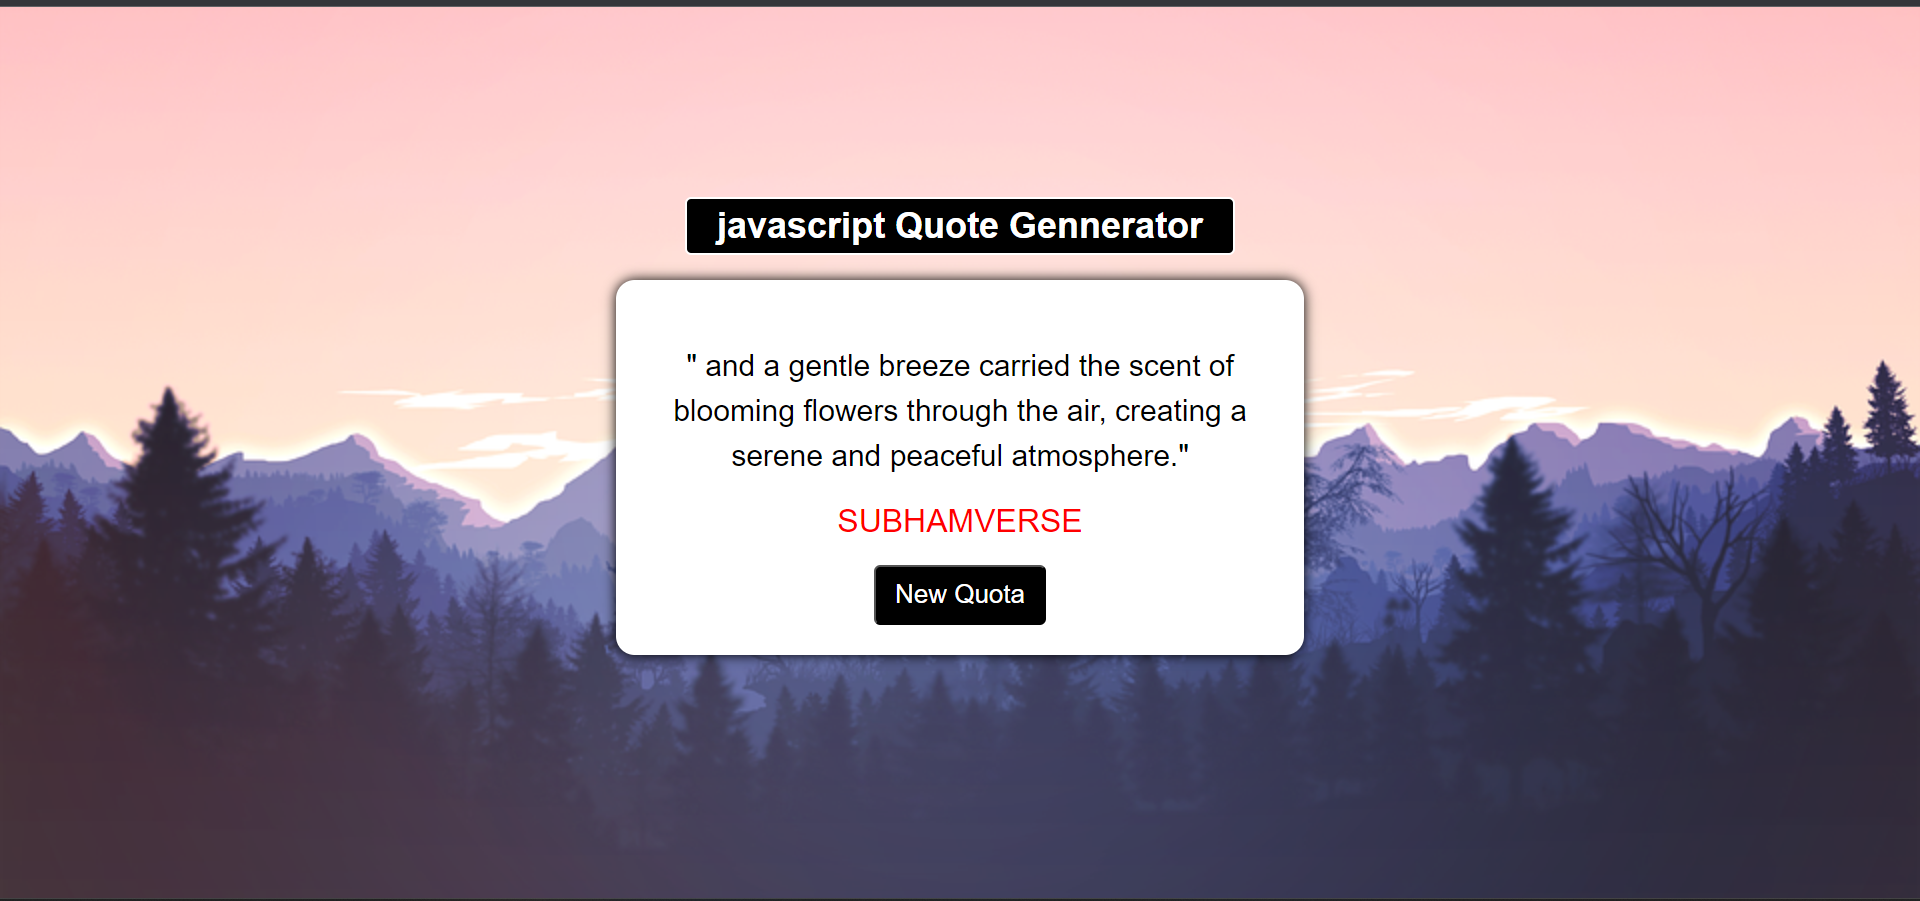 javascript Quote Gennerator
" and a gentle breeze carried the scent of
blooming flowers through the air, creating a
serene and peaceful atmosphere."
SUBHAMVERSE
New Quota